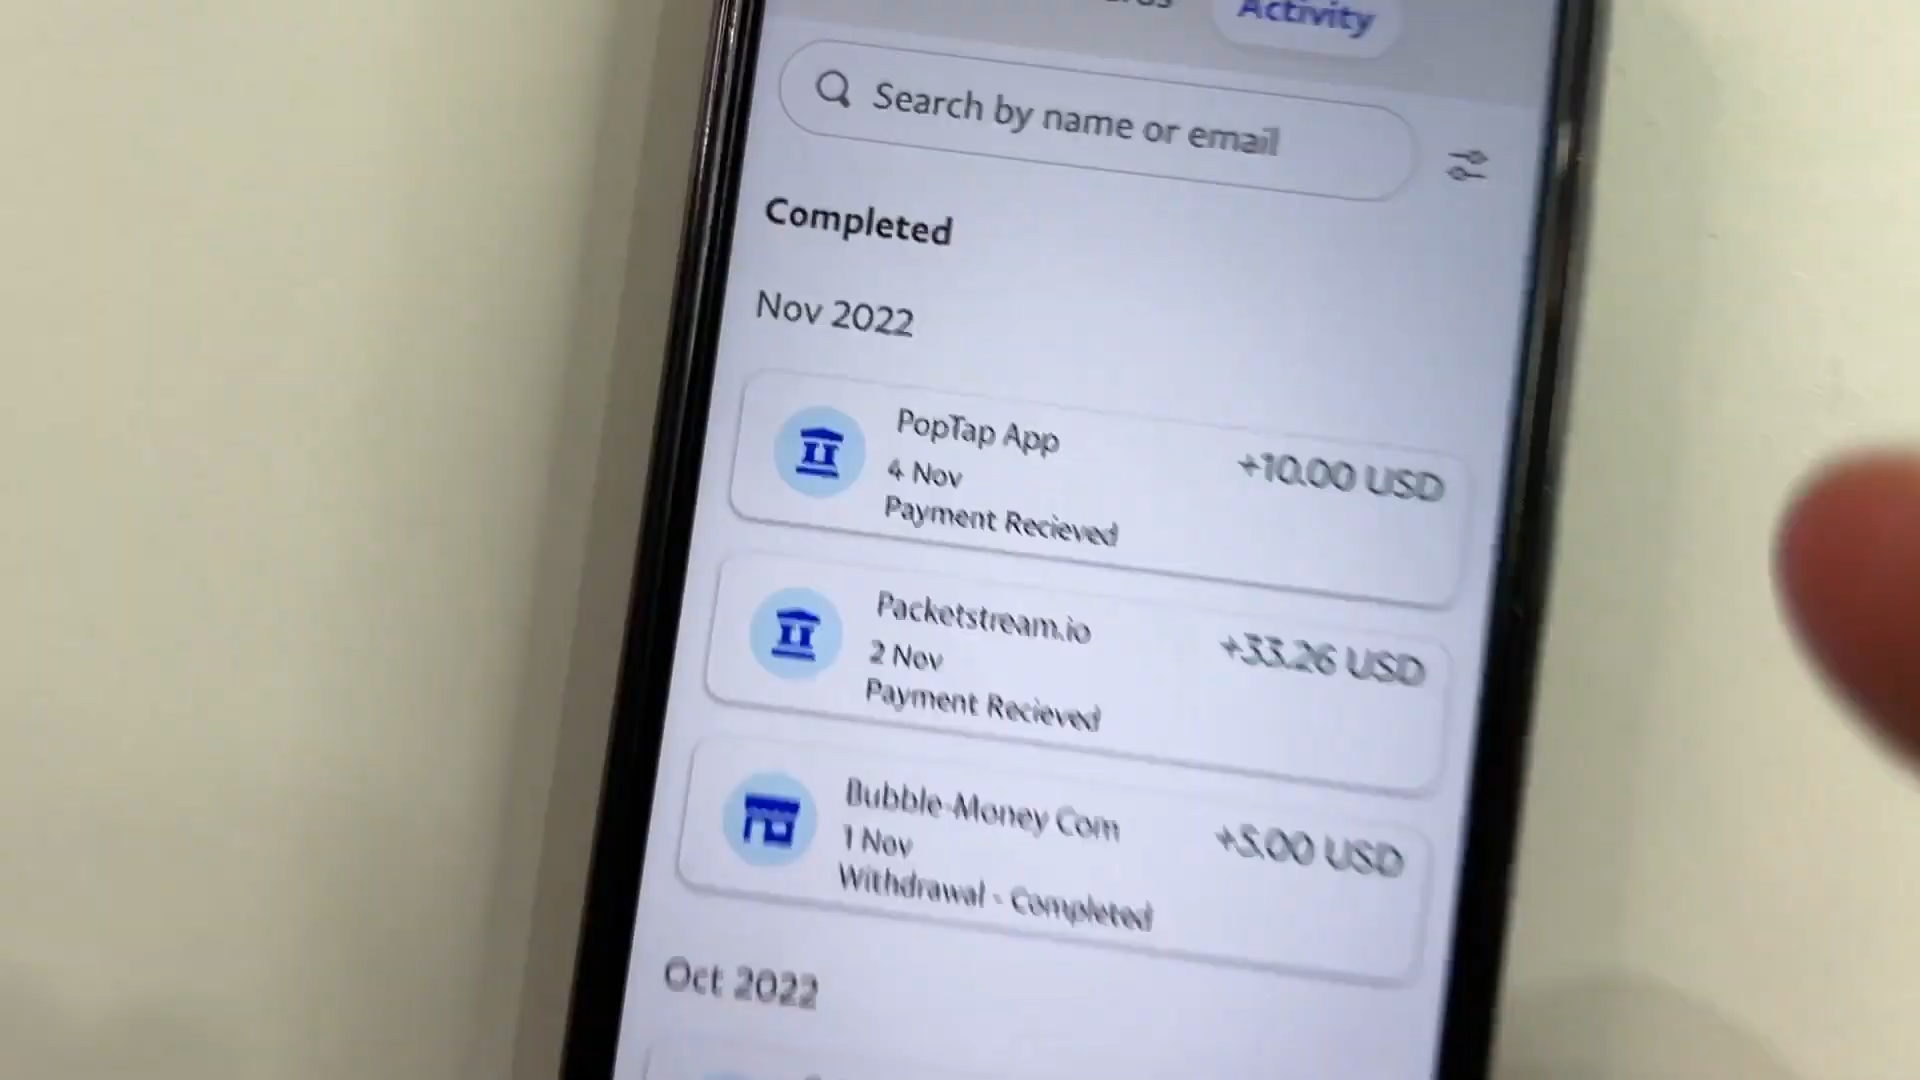 Activity
Search by name or email
Completed
Nov 2022
PopTap App
+10.00 USD
4 Nov
Payment Recieved
Packetstream.io
+33.26 USD
2 Nov
Payment Recieved
Bubble-Money Com
+5.00 USD
1 Nov
Withdrawal - Completed
Oct 2022